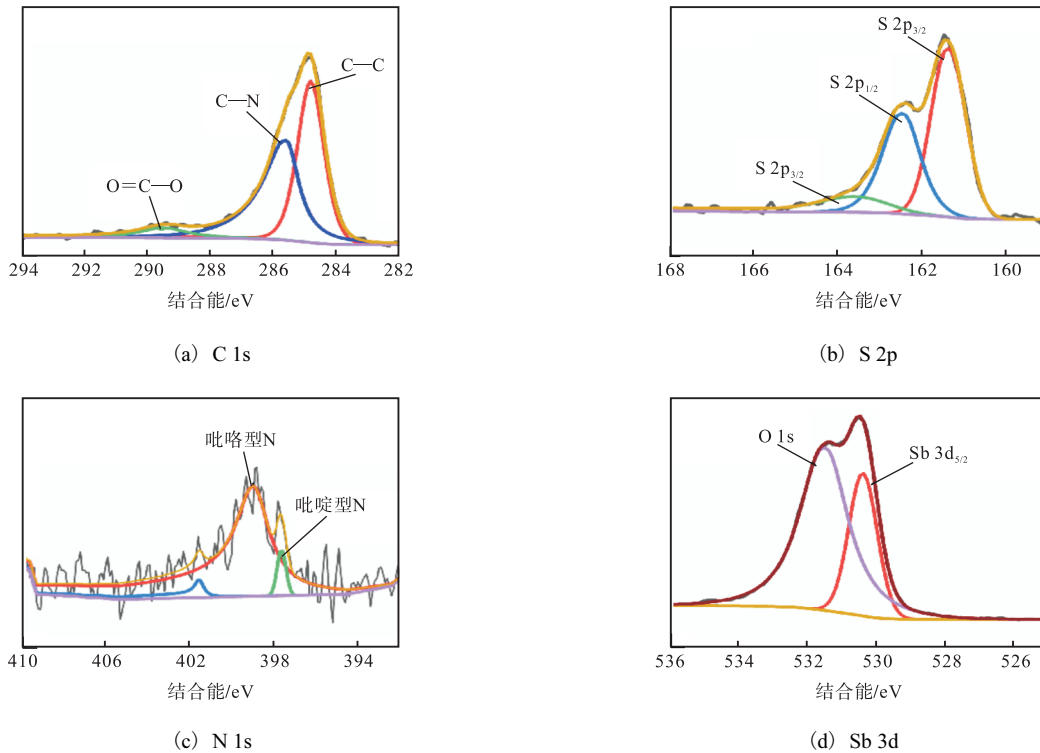 C—C
C—N
O=C—O
294 292 290 288 286 284 282
结合能/eV
(a) C 1s
S 2p3/2
S 2p1/2
S 2p3/2
168 166 164 162 160
结合能/eV
(b) S 2p
吡咯型N
吡啶型N
410 406 402 398 394
结合能/eV
(c) N 1s
O 1s
Sb 3d5/2
536 534 532 530 528 526
结合能/eV
(d) Sb 3d